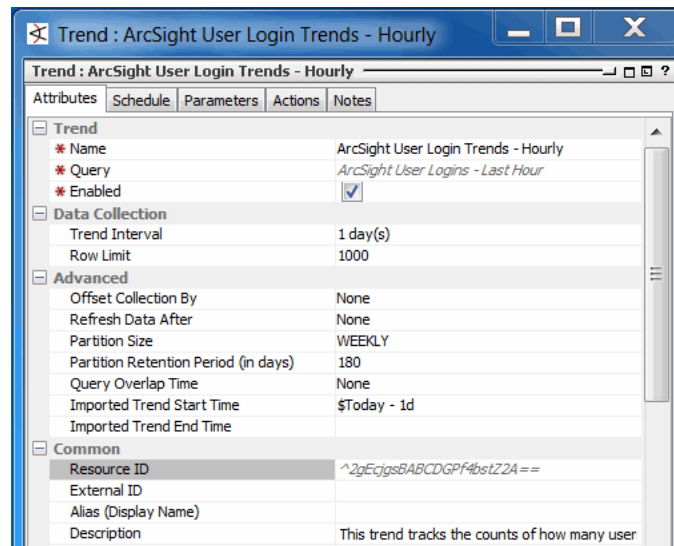 Trend : ArcSight User Login Trends - Hourly
Trend : ArcSight User Login Trends - Hourly
Attributes Schedule Parameters Actions Notes
Trend
* Name ArcSight User Login Trends - Hourly
* Query ArcSight User Logins - Last Hour
* Enabled
Data Collection
Trend Interval 1 day(s)
Row Limit 1000
Advanced
Offset Collection By None
Refresh Data After None
Partition Size WEEKLY
Partition Retention Period (in days) 180
Query Overlap Time None
Imported Trend Start Time $Today - 1d
Imported Trend End Time
Common
Resource ID ^2gEcjgsBABCDGPf4bstZ2A==
External ID
Alias (Display Name)
Description This trend tracks the counts of how many user